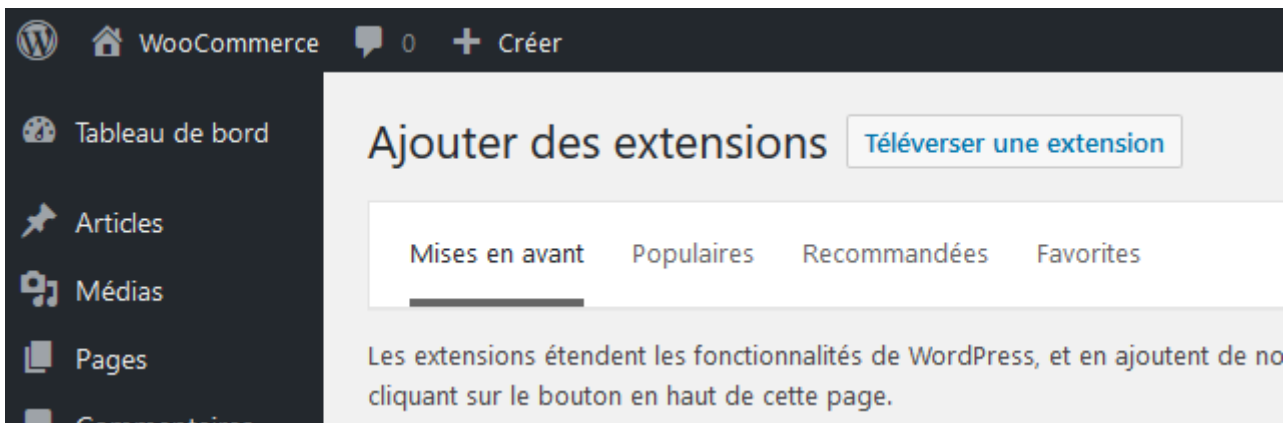 WooCommerce 0 Créer
Tableau de bord
Ajouter des extensions Téléverser une extension
Articles
Mises en avant Populaires Recommandées Favorites
Médias
Pages
Les extensions étendent les fonctionnalités de WordPress, et en ajoutent de no
cliquant sur le bouton en haut de cette page.